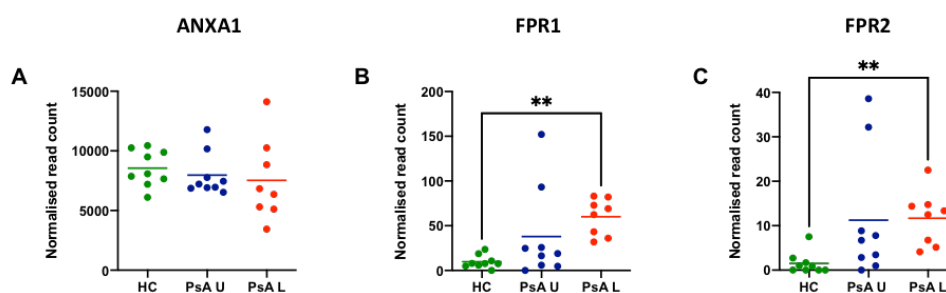 ANXA1
FPR1
FPR2
A
B
C
Normalised read count
15000
10000
5000
0
HC
PsA U
PsA L
Normalised read count
200
150
100
50
0
**
HC
PsA U
PsA L
Normalised read count
40
30
20
10
0
**
HC
PsA U
PsA L